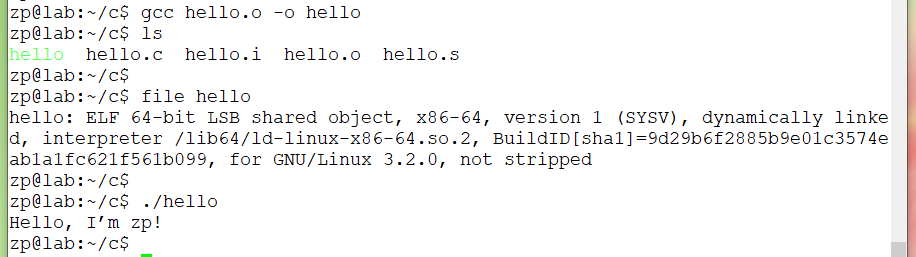 zp@lab:~/c$ gcc hello.o -o hello
zp@lab:~/c$ ls
hello  hello.c  hello.i  hello.o  hello.s
zp@lab:~/c$
zp@lab:~/c$ file hello
hello: ELF 64-bit LSB shared object, x86-64, version 1 (SYSV), dynamically linke
d, interpreter /lib64/ld-linux-x86-64.so.2, BuildID[sha1]=9d29b6f2885b9e01c3574e
ab1a1fc621f561b099, for GNU/Linux 3.2.0, not stripped
zp@lab:~/c$
zp@lab:~/c$ ./hello
Hello, I’m zp!
zp@lab:~/c$